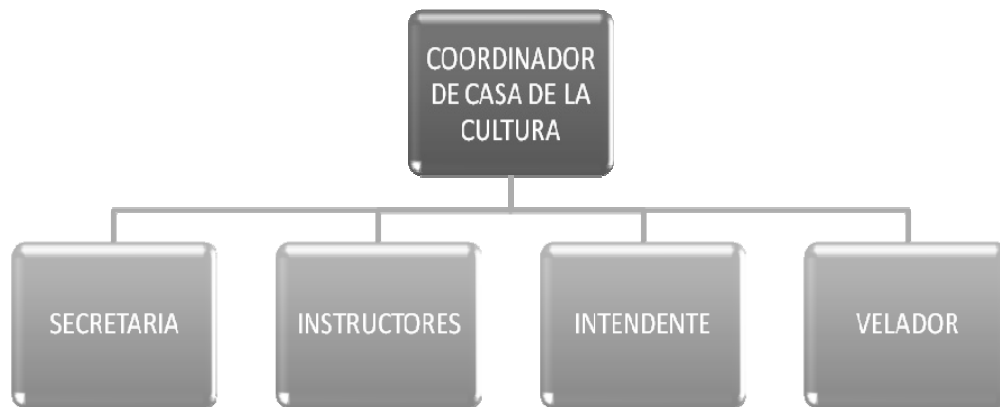 COORDINADOR
DE CASA DE LA
CULTURA
SECRETARIA
INSTRUCTORES
INTENDENTE
VELADOR